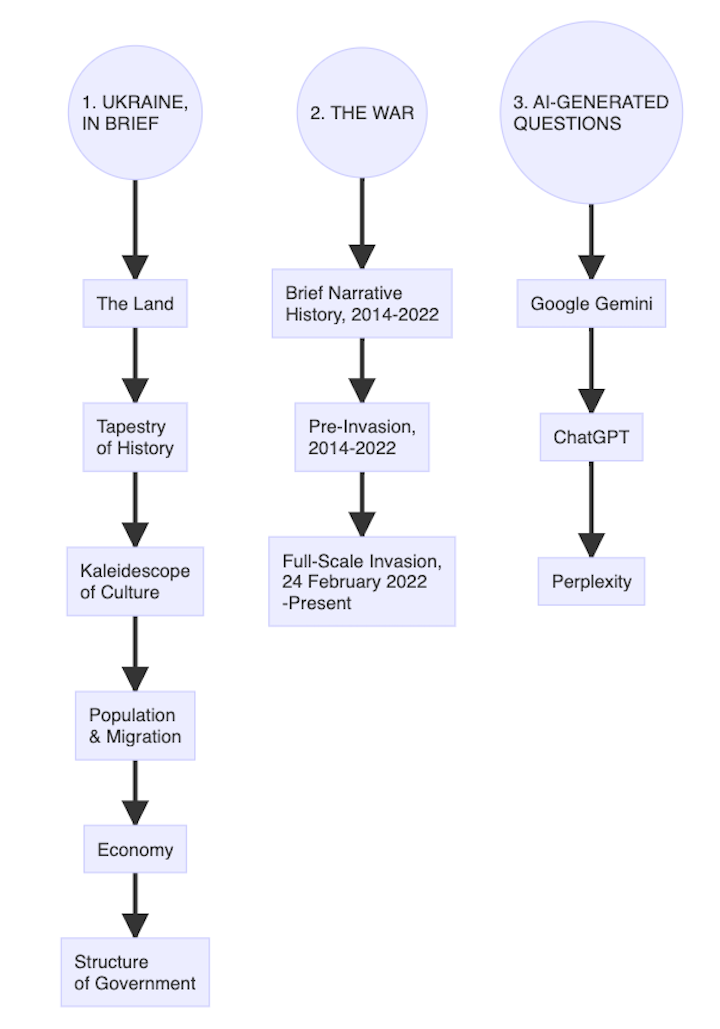 1. UKRAINE,
IN BRIEF
The Land
Tapestry
of History
Kaleidescope
of Culture
Population
& Migration
Economy
Structure
of Government
2. THE WAR
Brief Narrative
History, 2014-2022
Pre-Invasion,
2014-2022
Full-Scale Invasion,
24 February 2022
-Present
3. AI-GENERATED
QUESTIONS
Google Gemini
ChatGPT
Perplexity